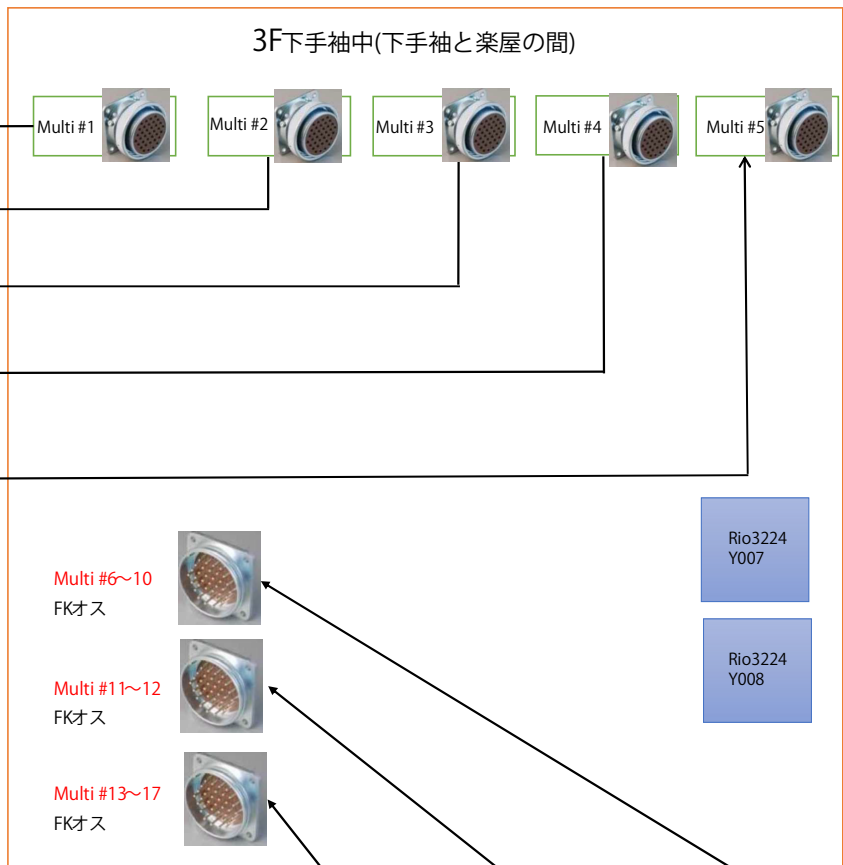 3F下手袖中(下手袖と楽屋の間)
Multi #1
Multi #2
Multi #3
Multi #4
Multi #5
Rio3224
Y007
Multi #6～10
FKオス
Rio3224
Y008
Multi #11～12
FKオス
Multi #13～17
FKオス